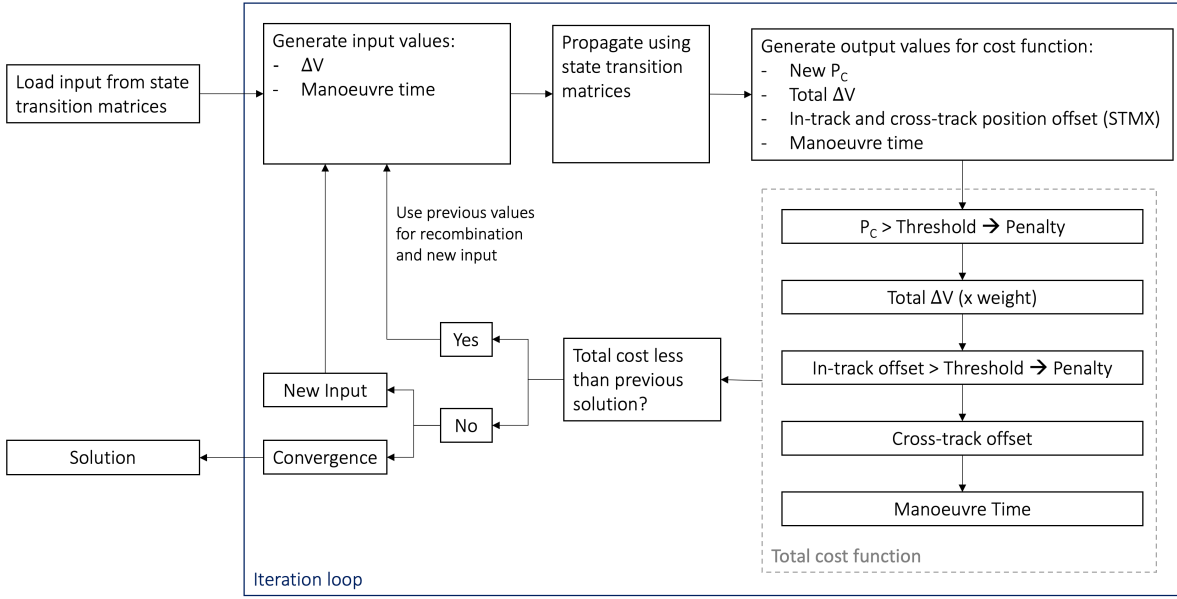 Load input from state
transition matrices
Generate input values:
- ΔV
- Manoeuvre time
Propagate using
state transition
matrices
Generate output values for cost function:
- New P_C
- Total ΔV
- In-track and cross-track position offset (STMX)
- Manoeuvre time
Use previous values
for recombination
and new input
P_C > Threshold → Penalty
Total ΔV (x weight)
In-track offset > Threshold → Penalty
Cross-track offset
Manoeuvre Time
Total cost function
Total cost less
than previous
solution?
Yes
No
New Input
Convergence
Solution
Iteration loop